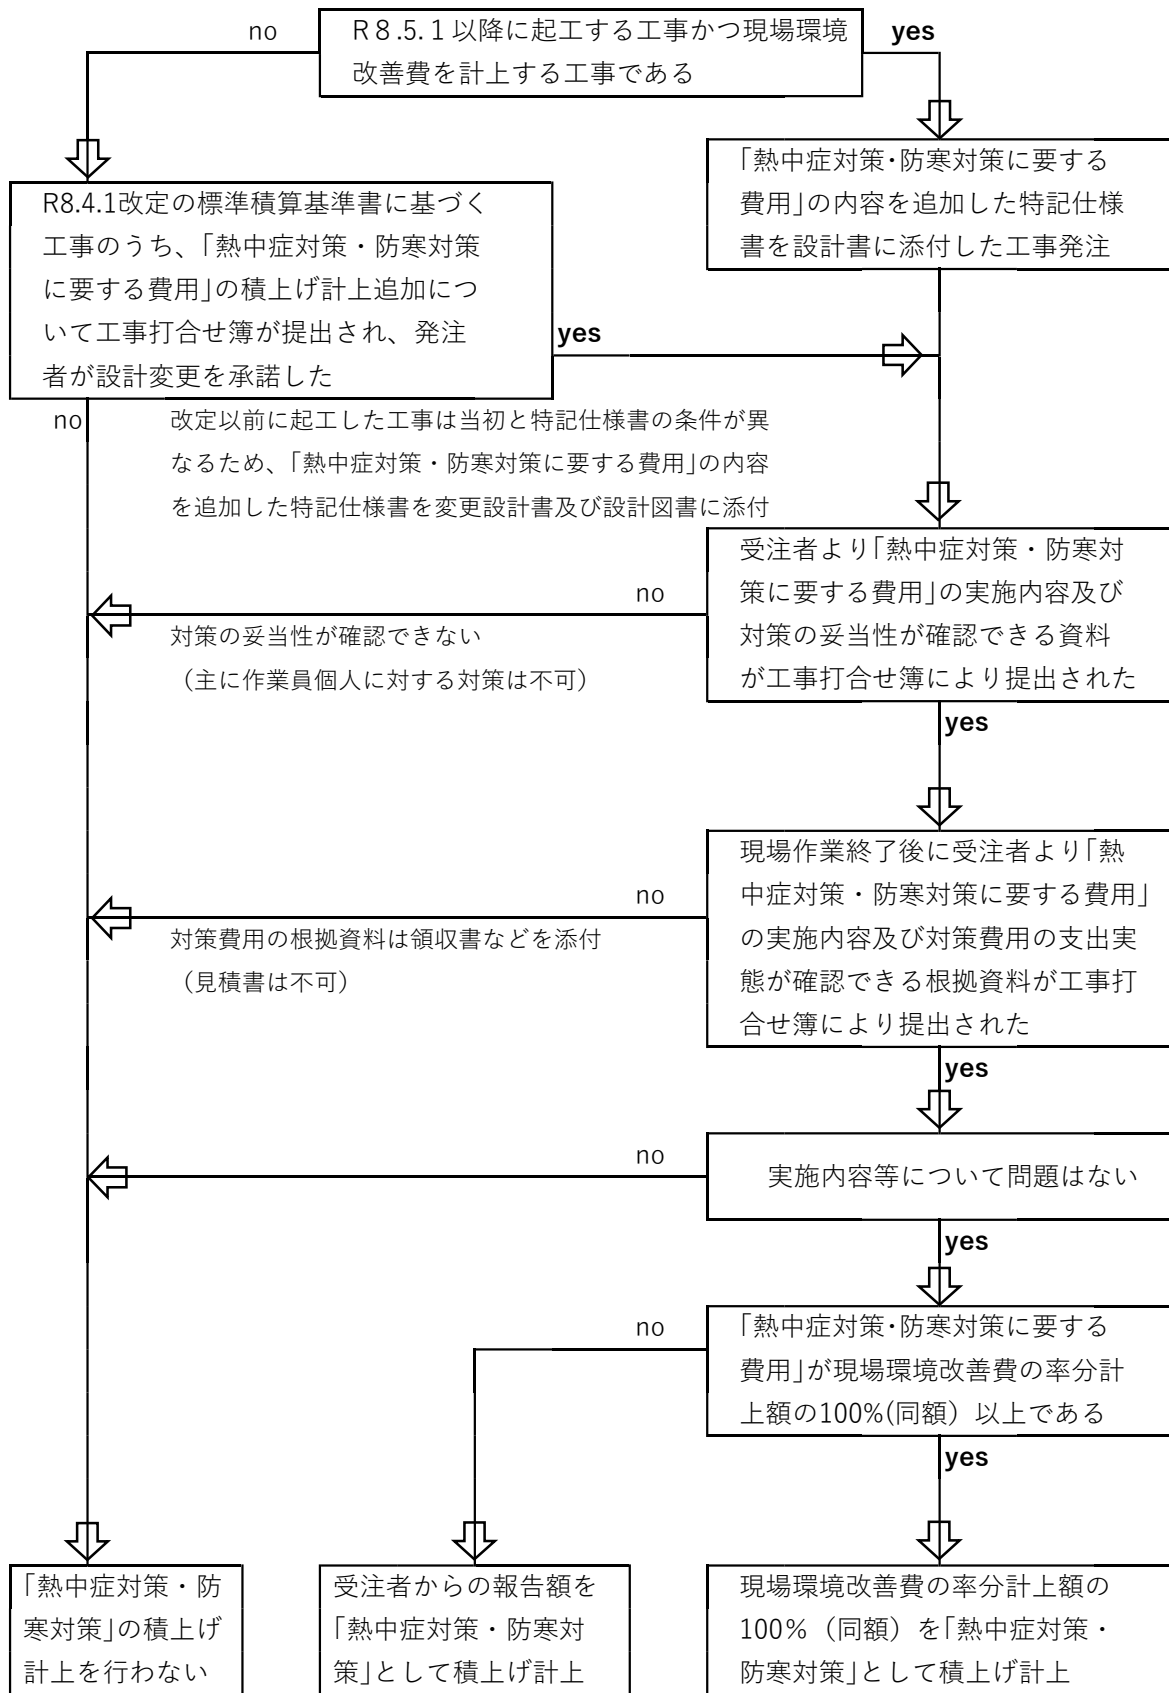 no
R８.5.１以降に起工する工事かつ現場環境
改善費を計上する工事である
yes
「熱中症対策・防寒対策に要する
費用」の内容を追加した特記仕様
書を設計書に添付した工事発注
R8.4.1改定の標準積算基準書に基づく
工事のうち、「熱中症対策・防寒対策
に要する費用」の積上げ計上追加につ
いて工事打合せ簿が提出され、発注
者が設計変更を承諾した
yes
no
改定以前に起工した工事は当初と特記仕様書の条件が異
なるため、「熱中症対策・防寒対策に要する費用」の内容
を追加した特記仕様書を変更設計書及び設計図書に添付
受注者より「熱中症対策・防寒対
策に要する費用」の実施内容及び
対策の妥当性が確認できる資料
が工事打合せ簿により提出された
no
対策の妥当性が確認できない
（主に作業員個人に対する対策は不可）
yes
現場作業終了後に受注者より「熱
中症対策・防寒対策に要する費用」
の実施内容及び対策費用の支出実
態が確認できる根拠資料が工事打
合せ簿により提出された
no
対策費用の根拠資料は領収書などを添付
（見積書は不可）
yes
no
実施内容等について問題はない
yes
no
「熱中症対策・防寒対策に要する
費用」が現場環境改善費の率分計
上額の100%(同額）以上である
yes
「熱中症対策・防
寒対策」の積上げ
計上を行わない
受注者からの報告額を
「熱中症対策・防寒対
策」として積上げ計上
現場環境改善費の率分計上額の
100％（同額）を「熱中症対策・
防寒対策」として積上げ計上